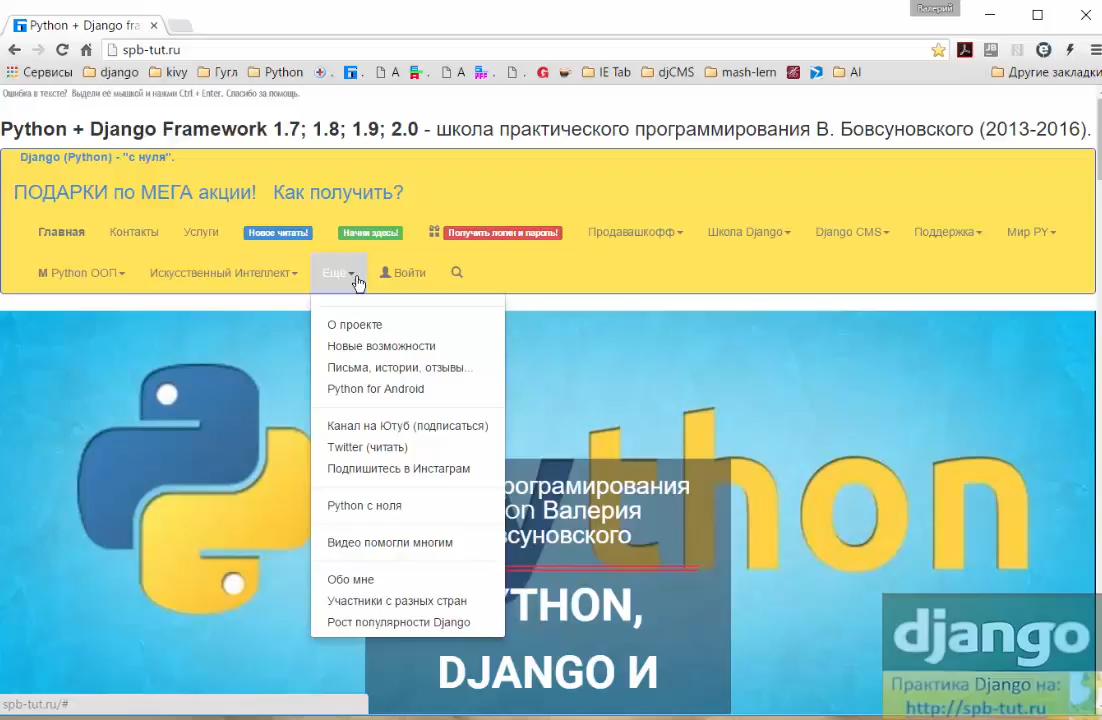 Валерий
Python + Django fra
spb-tut.ru
Сервисы django kivy Гугл Python A A IE Tab djCMS mash-lern AI Другие закладки
Ошибка в тексте? Выдели её мышкой и нажми Ctrl + Enter. Спасибо за помощь.
Python + Django Framework 1.7; 1.8; 1.9; 2.0 - школа практического программирования В. Бовсуновского (2013-2016).
Django (Python) - "с нуля".
ПОДАРКИ по МЕГА акции! Как получить?
Главная Контакты Услуги Новое читать! Начни здесь! Получить логин и пароль! Продавашкофф Школа Django Django CMS Поддержка Мир PY
M Python ООП Искусственный Интеллект Ещё Войти
О проекте
Новые возможности
Письма, истории, отзывы...
Python for Android
Канал на Ютуб (подписаться)
Twitter (читать)
Подпишитесь в Инстаграм
Python с ноля
Видео помогли многим
Обо мне
Участники с разных стран
Рост популярности Django
рограмирования
on Валерия
всуновского
YTHON,
DJANGO И
thon
django
Практика Django на:
http://spb-tut.ru
spb-tut.ru/#